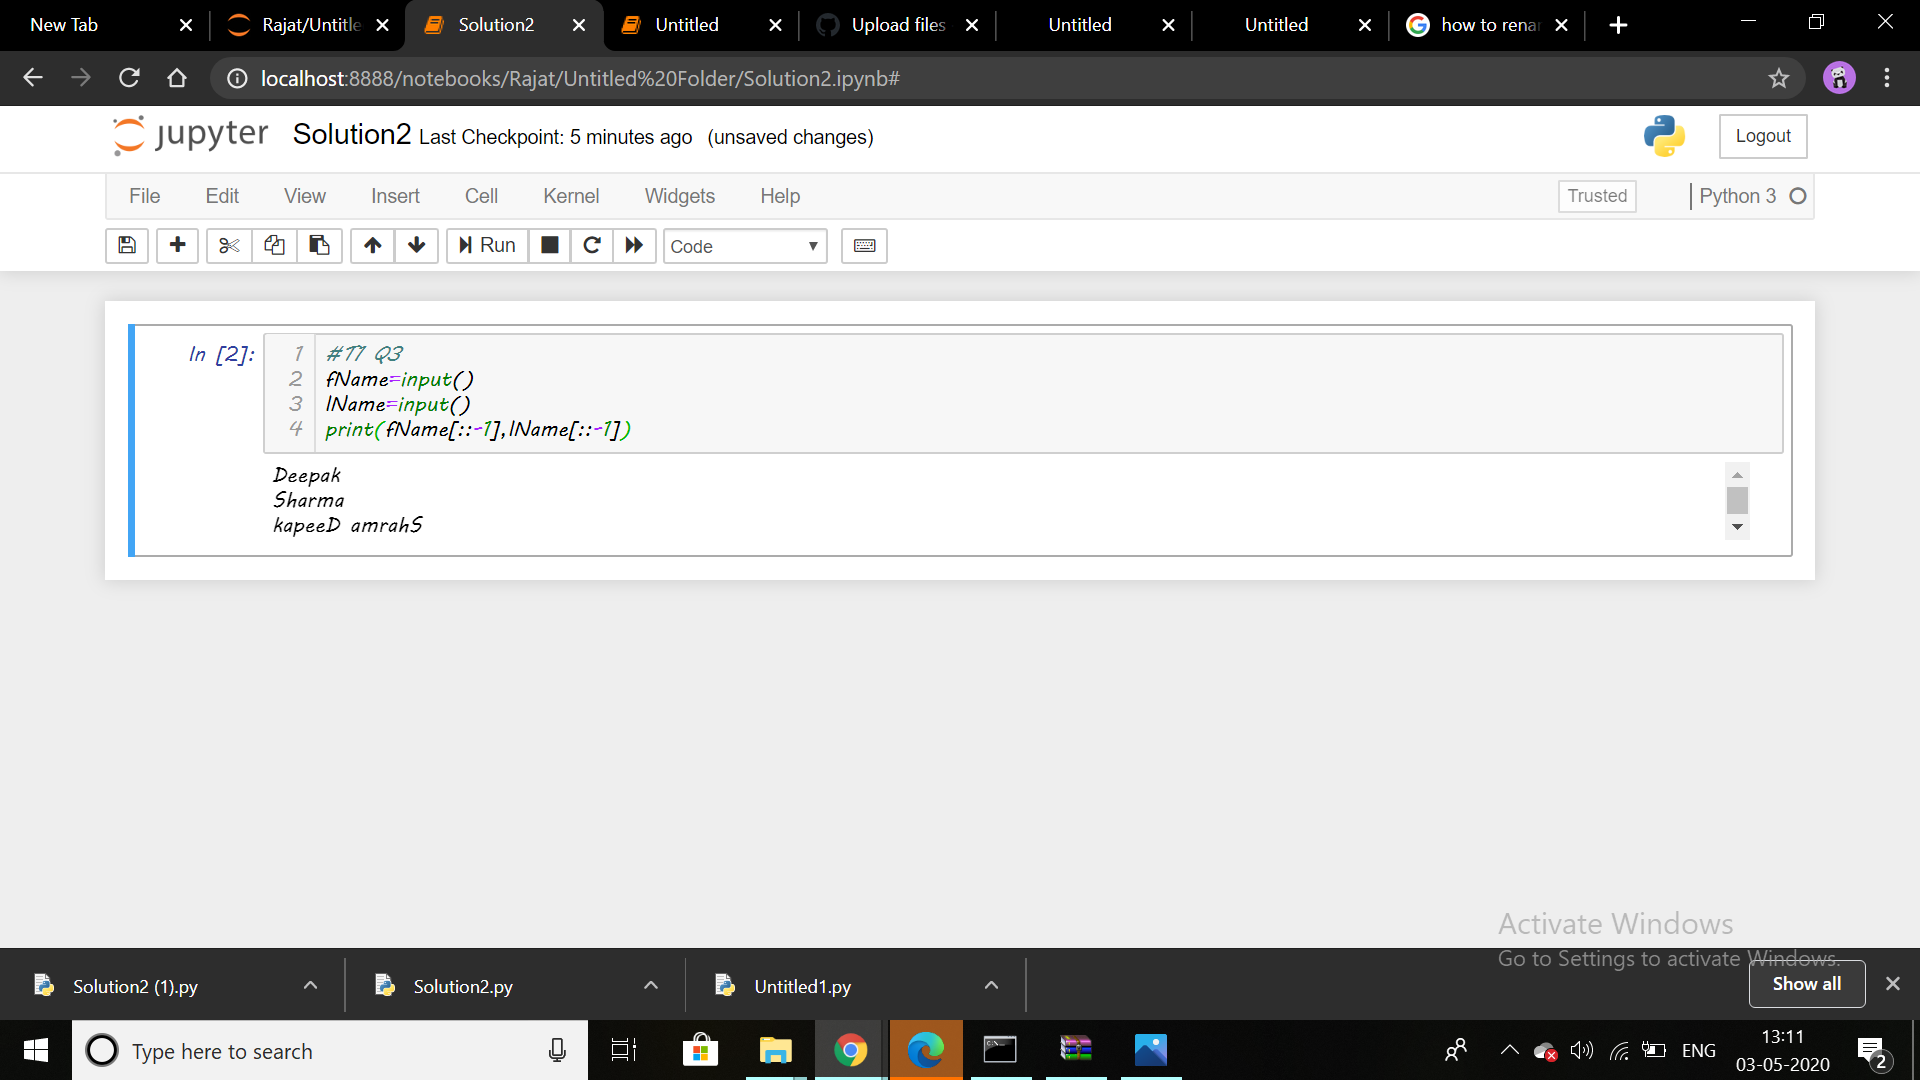 New Tab
Rajat/Untitle
Solution2
Untitled
Upload files
Untitled
Untitled
how to rena
localhost:8888/notebooks/Rajat/Untitled%20Folder/Solution2.ipynb#
jupyter Solution2 Last Checkpoint: 5 minutes ago (unsaved changes)
Logout
File Edit View Insert Cell Kernel Widgets Help
Trusted
Python 3
Run
Code
In [2]:
1 #T7 Q3
2 fName=input()
3 lName=input()
4 print(fName[::-1],lName[::-1])
Deepak
Sharma
kapeeD amrahS
Activate Windows
Go to Settings to activate Windows.
Solution2 (1).py
Solution2.py
Untitled1.py
Show all
Type here to search
ENG
13:11
03-05-2020
2